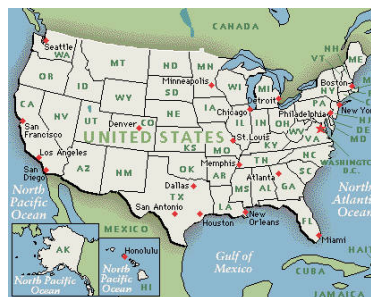 CANADA
Seattle
WA
MT
ND
MN
OR
ID
SD
Minneapolis
WI
MI
NH
VT
ME
Boston
WY
Detroit
NY
Chicago
Philadelphia
PA
New York
CA
NV
UT
Denver
CO
NE
IA
IL
IN
OH
WV
VA
MD
San
Francisco
UNITED STATES
St.Louis
KS
MO
KY
WASHINGTON
D.C.
Los Angeles
AZ
NM
OK
AR
Memphis
TN
NC
SC
San
Diego
Dallas
TX
Atlanta
AL
GA
North
Pacific
Ocean
North
Atlantic
Ocean
San Antonio
LA
Houston
New
Orleans
FL
MEXICO
Miami
Gulf of
Mexico
AK
Honolulu
North
Pacific
Ocean
HI
CUBA
JAMAICA
HAITI